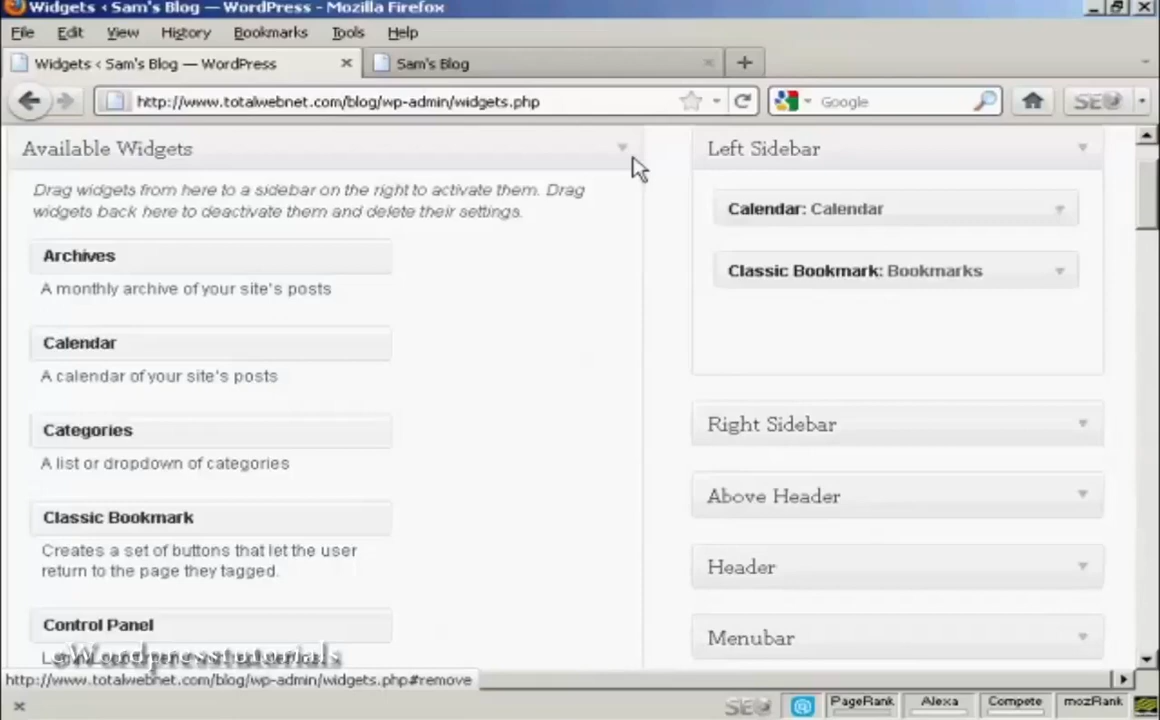 Widgets ‹ Sam's Blog — WordPress - Mozilla Firefox
File Edit View History Bookmarks Tools Help
Widgets ‹ Sam's Blog — WordPress
Sam's Blog
http://www.totalwebnet.com/blog/wp-admin/widgets.php
Google
Available Widgets
Drag widgets from here to a sidebar on the right to activate them. Drag
widgets back here to deactivate them and delete their settings.
Archives
A monthly archive of your site's posts
Calendar
A calendar of your site's posts
Categories
A list or dropdown of categories
Classic Bookmark
Creates a set of buttons that let the user
return to the page they tagged.
Control Panel
Left Sidebar
Calendar: Calendar
Classic Bookmark: Bookmarks
Right Sidebar
Above Header
Header
Menubar
Wordpresstutorials
http://www.totalwebnet.com/blog/wp-admin/widgets.php#remove
PageRank Alexa Compete mozRank